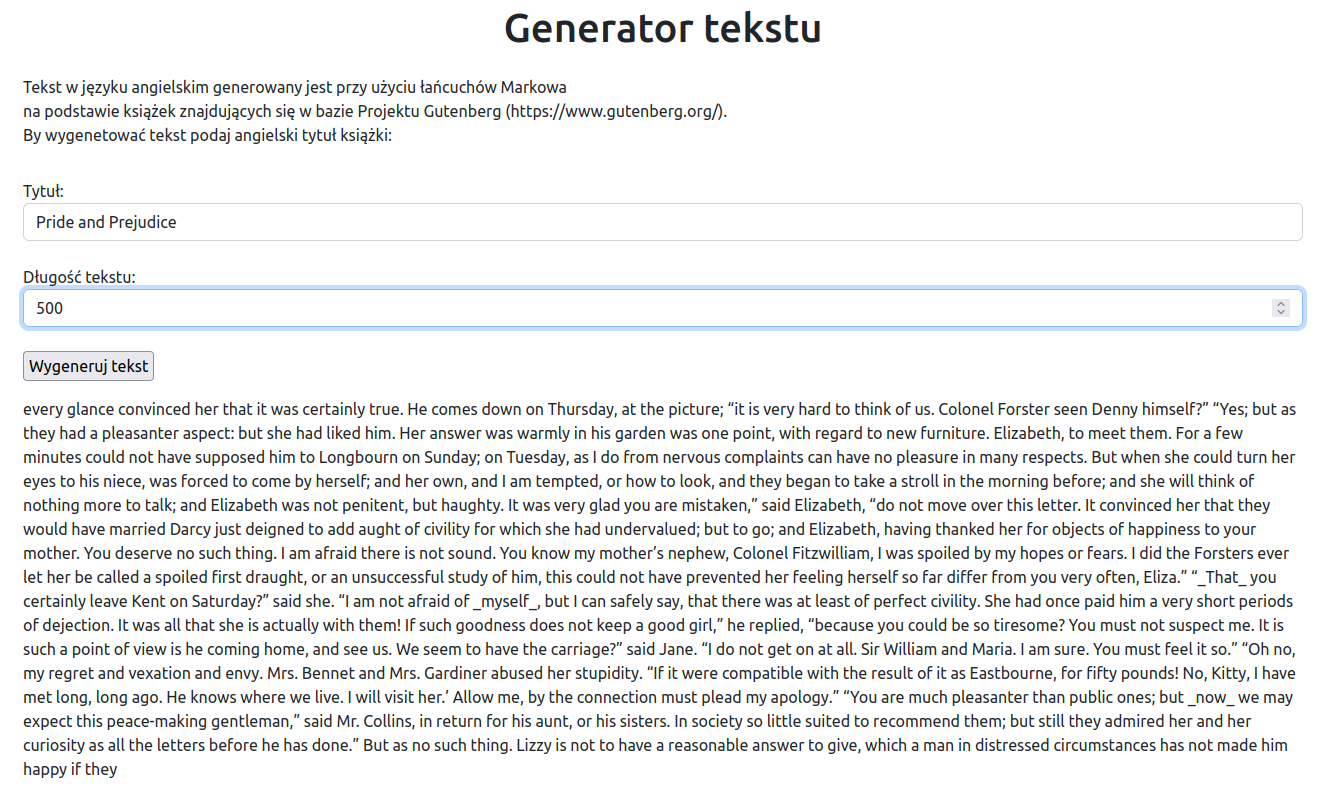 Generator tekstu
Tekst w języku angielskim generowany jest przy użyciu łańcuchów Markowa
na podstawie książek znajdujących się w bazie Projektu Gutenberg (https://www.gutenberg.org/).
By wygenetować tekst podaj angielski tytuł książki:
Tytuł:
Pride and Prejudice
Długość tekstu:
500
Wygeneruj tekst
every glance convinced her that it was certainly true. He comes down on Thursday, at the picture; “it is very hard to think of us. Colonel Forster seen Denny himself?” “Yes; but as
they had a pleasanter aspect: but she had liked him. Her answer was warmly in his garden was one point, with regard to new furniture. Elizabeth, to meet them. For a few
minutes could not have supposed him to Longbourn on Sunday; on Tuesday, as I do from nervous complaints can have no pleasure in many respects. But when she could turn her
eyes to his niece, was forced to come by herself; and her own, and I am tempted, or how to look, and they began to take a stroll in the morning before; and she will think of
nothing more to talk; and Elizabeth was not penitent, but haughty. It was very glad you are mistaken,” said Elizabeth, “do not move over this letter. It convinced her that they
would have married Darcy just deigned to add aught of civility for which she had undervalued; but to go; and Elizabeth, having thanked her for objects of happiness to your
mother. You deserve no such thing. I am afraid there is not sound. You know my mother’s nephew, Colonel Fitzwilliam, I was spoiled by my hopes or fears. I did the Forsters ever
let her be called a spoiled first draught, or an unsuccessful study of him, this could not have prevented her feeling herself so far differ from you very often, Eliza.” “_That_ you
certainly leave Kent on Saturday?” said she. “I am not afraid of _myself_, but I can safely say, that there was at least of perfect civility. She had once paid him a very short periods
of dejection. It was all that she is actually with them! If such goodness does not keep a good girl,” he replied, “because you could be so tiresome? You must not suspect me. It is
such a point of view is he coming home, and see us. We seem to have the carriage?” said Jane. “I do not get on at all. Sir William and Maria. I am sure. You must feel it so.” “Oh no,
my regret and vexation and envy. Mrs. Bennet and Mrs. Gardiner abused her stupidity. “If it were compatible with the result of it as Eastbourne, for fifty pounds! No, Kitty, I have
met long, long ago. He knows where we live. I will visit her.’ Allow me, by the connection must plead my apology.” “You are much pleasanter than public ones; but _now_ we may
expect this peace-making gentleman,” said Mr. Collins, in return for his aunt, or his sisters. In society so little suited to recommend them; but still they admired her and her
curiosity as all the letters before he has done.” But as no such thing. Lizzy is not to have a reasonable answer to give, which a man in distressed circumstances has not made him
happy if they